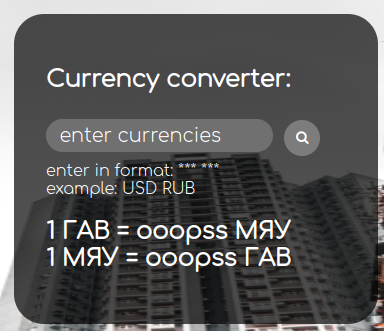 Currency converter:
enter currencies
enter in format: *** ***
example: USD RUB
1 ГАВ = ooopss МЯУ
1 МЯУ = ooopss ГАВ